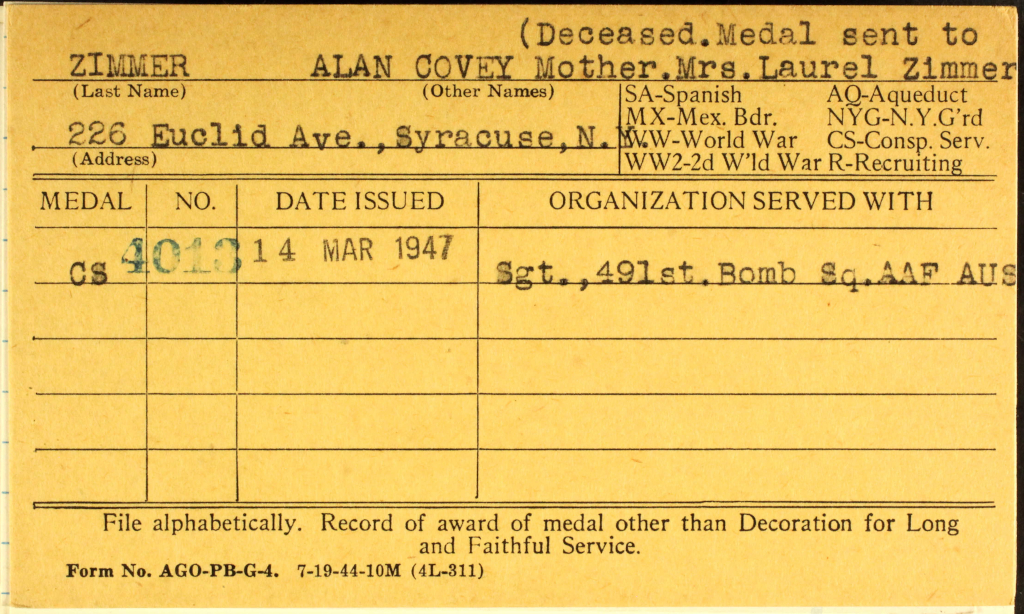 (Deceased.Medal sent to
ZIMMER ALAN COVEY Mother.Mrs.Laurel Zimmer
(Last Name) (Other Names)
SA-Spanish AQ-Aqueduct
MX-Mex. Bdr. NYG-N.Y.G'rd
226 Euclid Ave.,Syracuse,N.Y.
WW-World War CS-Consp. Serv.
(Address)
WW2-2d W'ld War R-Recruiting
MEDAL NO. DATE ISSUED ORGANIZATION SERVED WITH
CS 4013 14 MAR 1947 Sgt.,491st.Bomb Sq.AAF AUS
File alphabetically. Record of award of medal other than Decoration for Long
and Faithful Service.
Form No. AGO-PB-G-4. 7-19-44-10M (4L-311)